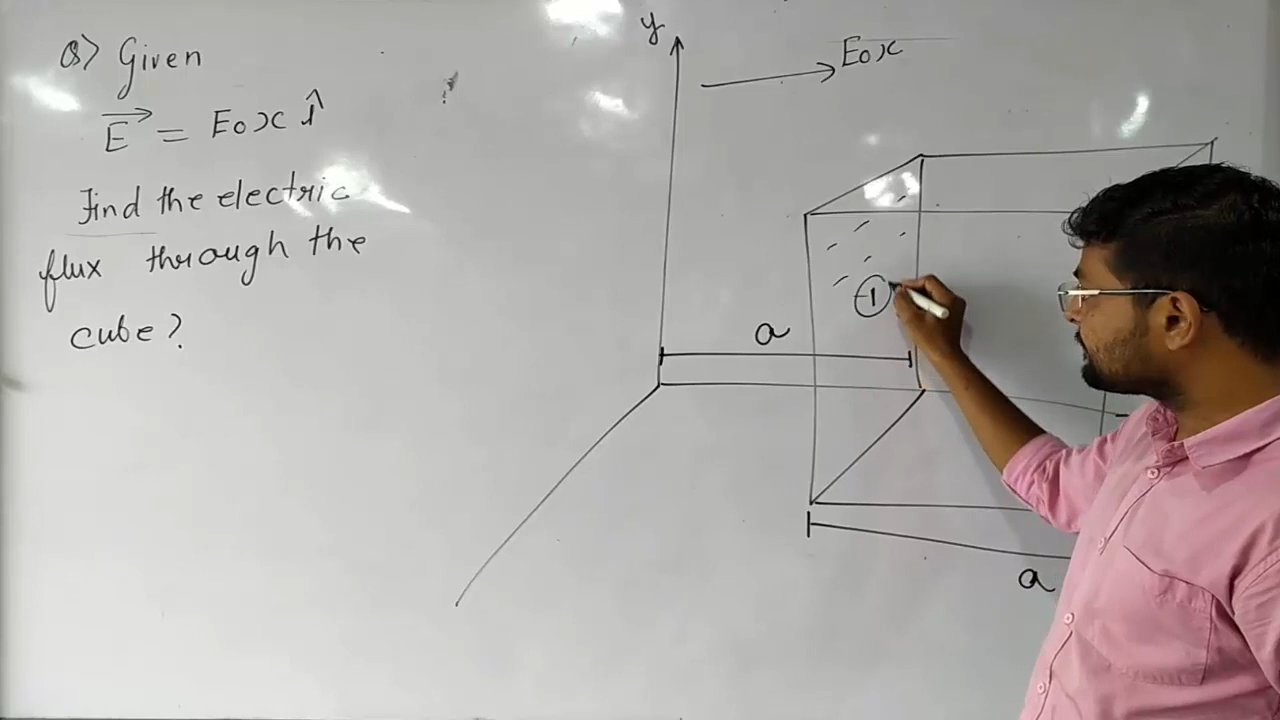 Q> Given
E⃗ = E₀x î
Find the electric
flux through the
cube?
y
E₀x
①
a
a